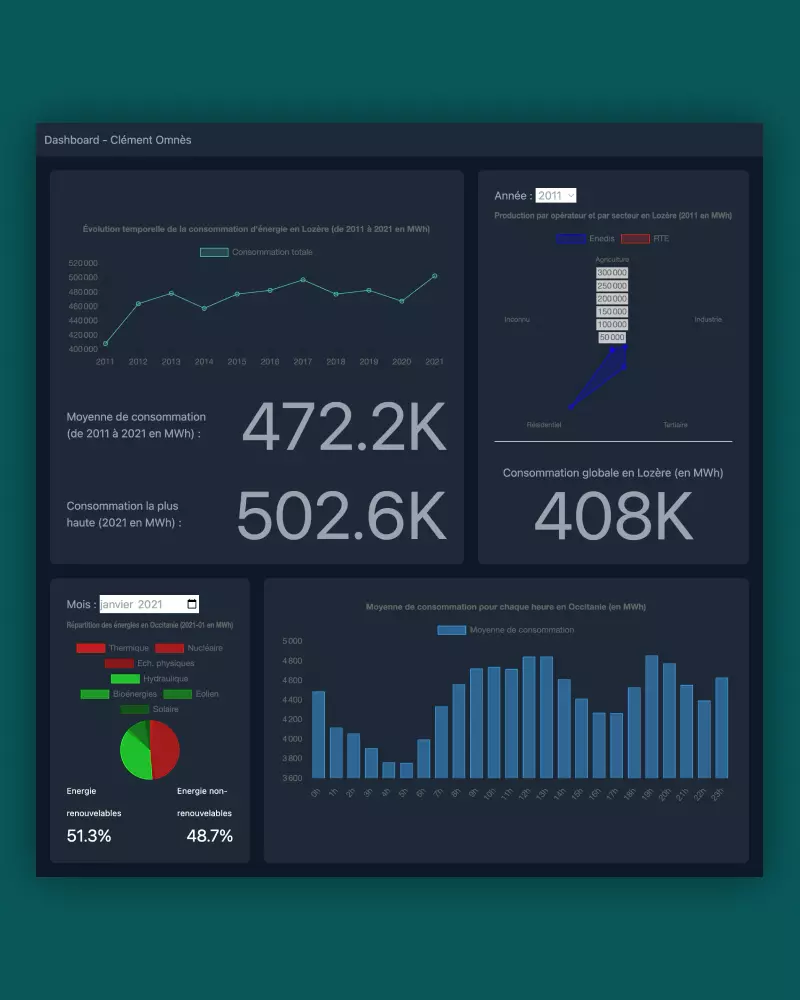 Dashboard - Clément Omnès
Évolution temporelle de la consommation d'énergie en Lozère (de 2011 à 2021 en MWh)
Consommation totale
520 000
500 000
480 000
460 000
440 000
420 000
400 000
2011 2012 2013 2014 2015 2016 2017 2018 2019 2020 2021
Moyenne de consommation
(de 2011 à 2021 en MWh) :
472.2K
Consommation la plus
haute (2021 en MWh) :
502.6K
Année : 2011
Production par opérateur et par secteur en Lozère (2011 en MWh)
Enedis RTE
Agriculture
300 000
250 000
200 000
150 000
100 000
50 000
Inconnu
Industrie
Résidentiel
Tertiaire
Consommation globale en Lozère (en MWh)
408K
Mois : janvier 2021
Répartition des énergies en Occitanie (2021-01 en MWh)
Thermique Nucléaire
Ech. physiques
Hydraulique
Bioénergies Eolien
Solaire
Energie
renouvelables
51.3%
Energie non-
renouvelables
48.7%
Moyenne de consommation pour chaque heurs en Occitanie (en MWh)
Moyenne de consommation
5 000
4 800
4 600
4 400
4 200
4 000
3 800
3 600
0h 1h 2h 3h 4h 5h 6h 7h 8h 9h 10h 11h 12h 13h 14h 15h 16h 17h 18h 19h 20h 21h 22h 23h